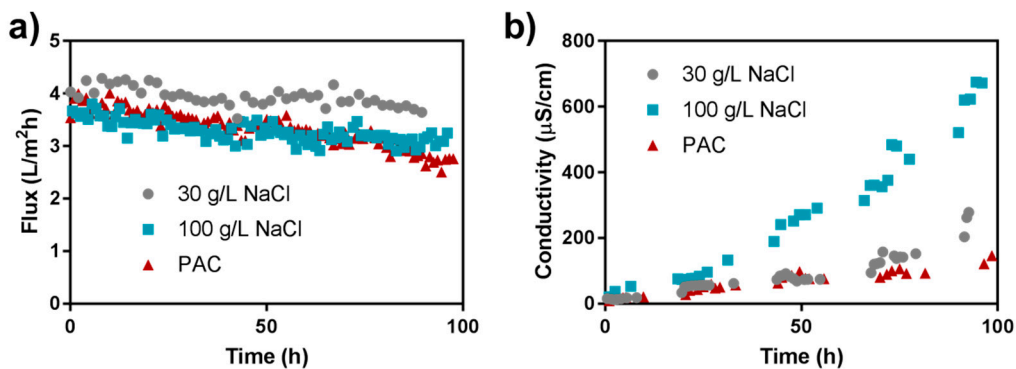 a)
5
4
3
2
1
0
Flux (L/m²h)
30 g/L NaCl
100 g/L NaCl
PAC
0 50 100
Time (h)
b)
800
600
400
200
0
Conductivity (µS/cm)
30 g/L NaCl
100 g/L NaCl
PAC
0 50 100
Time (h)